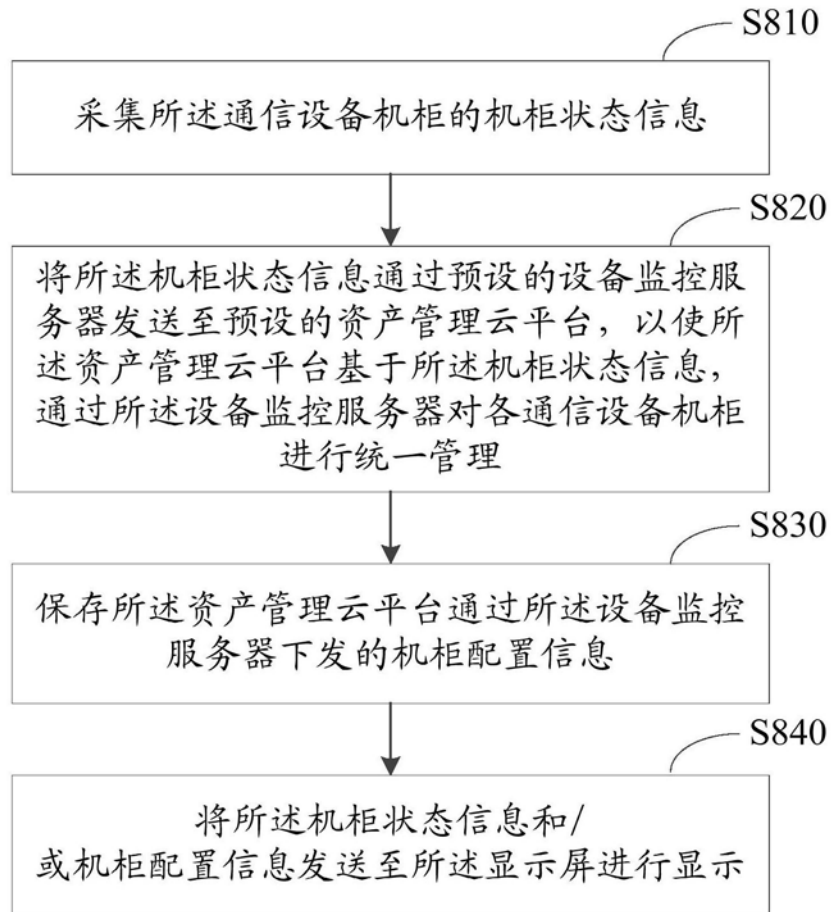 S810
采集所述通信设备机柜的机柜状态信息
S820
将所述机柜状态信息通过预设的设备监控服
务器发送至预设的资产管理云平台，以使所
述资产管理云平台基于所述机柜状态信息，
通过所述设备监控服务器对各通信设备机柜
进行统一管理
S830
保存所述资产管理云平台通过所述设备监控
服务器下发的机柜配置信息
S840
将所述机柜状态信息和/
或机柜配置信息发送至所述显示屏进行显示